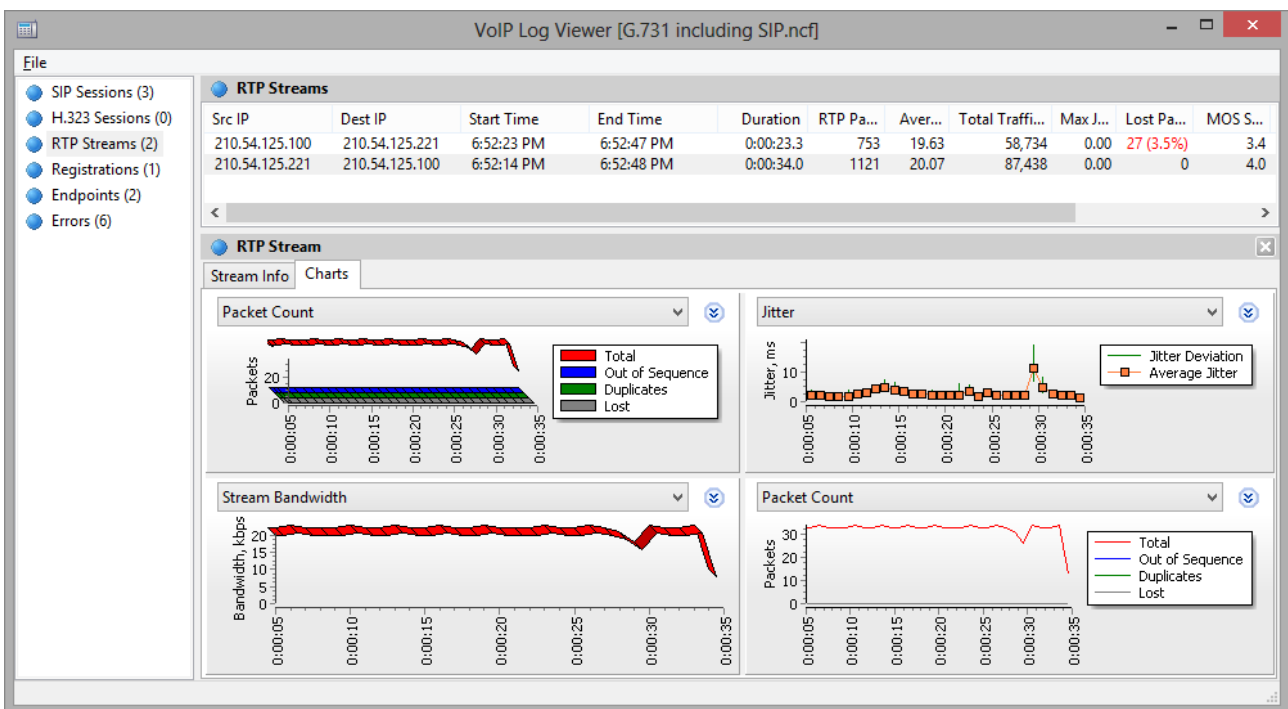 VoIP Log Viewer [G.731 including SIP.ncf]
File
SIP Sessions (3)
H.323 Sessions (0)
RTP Streams (2)
Registrations (1)
Endpoints (2)
Errors (6)
RTP Streams
Src IP Dest IP Start Time End Time Duration RTP Pa... Aver... Total Traffi... Max J... Lost Pa... MOS S...
210.54.125.100 210.54.125.221 6:52:23 PM 6:52:47 PM 0:00:23.3 753 19.63 58,734 0.00 27 (3.5%) 3.4
210.54.125.221 210.54.125.100 6:52:14 PM 6:52:48 PM 0:00:34.0 1121 20.07 87,438 0.00 0 4.0
RTP Stream
Stream Info Charts
Packet Count
Packets
20
0
0:00:05 0:00:10 0:00:15 0:00:20 0:00:25 0:00:30 0:00:35
Total
Out of Sequence
Duplicates
Lost
Jitter
Jitter, ms
10
0
0:00:05 0:00:10 0:00:15 0:00:20 0:00:25 0:00:30 0:00:35
Jitter Deviation
Average Jitter
Stream Bandwidth
Bandwidth, kbps
20
15
10
5
0
0:00:05 0:00:10 0:00:15 0:00:20 0:00:25 0:00:30 0:00:35
Packet Count
Packets
30
20
10
0
0:00:05 0:00:10 0:00:15 0:00:20 0:00:25 0:00:30 0:00:35
Total
Out of Sequence
Duplicates
Lost